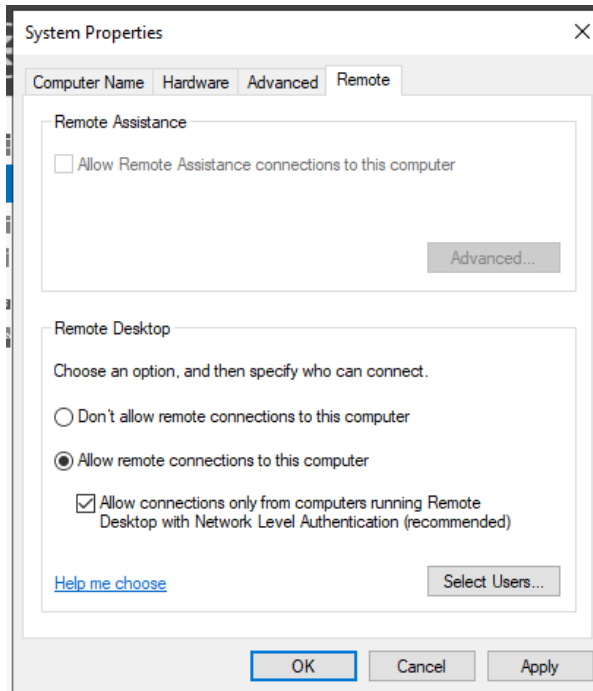 System Properties
Computer Name Hardware Advanced Remote
Remote Assistance
Allow Remote Assistance connections to this computer
Advanced...
Remote Desktop
Choose an option, and then specify who can connect.
Don't allow remote connections to this computer
Allow remote connections to this computer
Allow connections only from computers running Remote
Desktop with Network Level Authentication (recommended)
Help me choose Select Users...
OK Cancel Apply